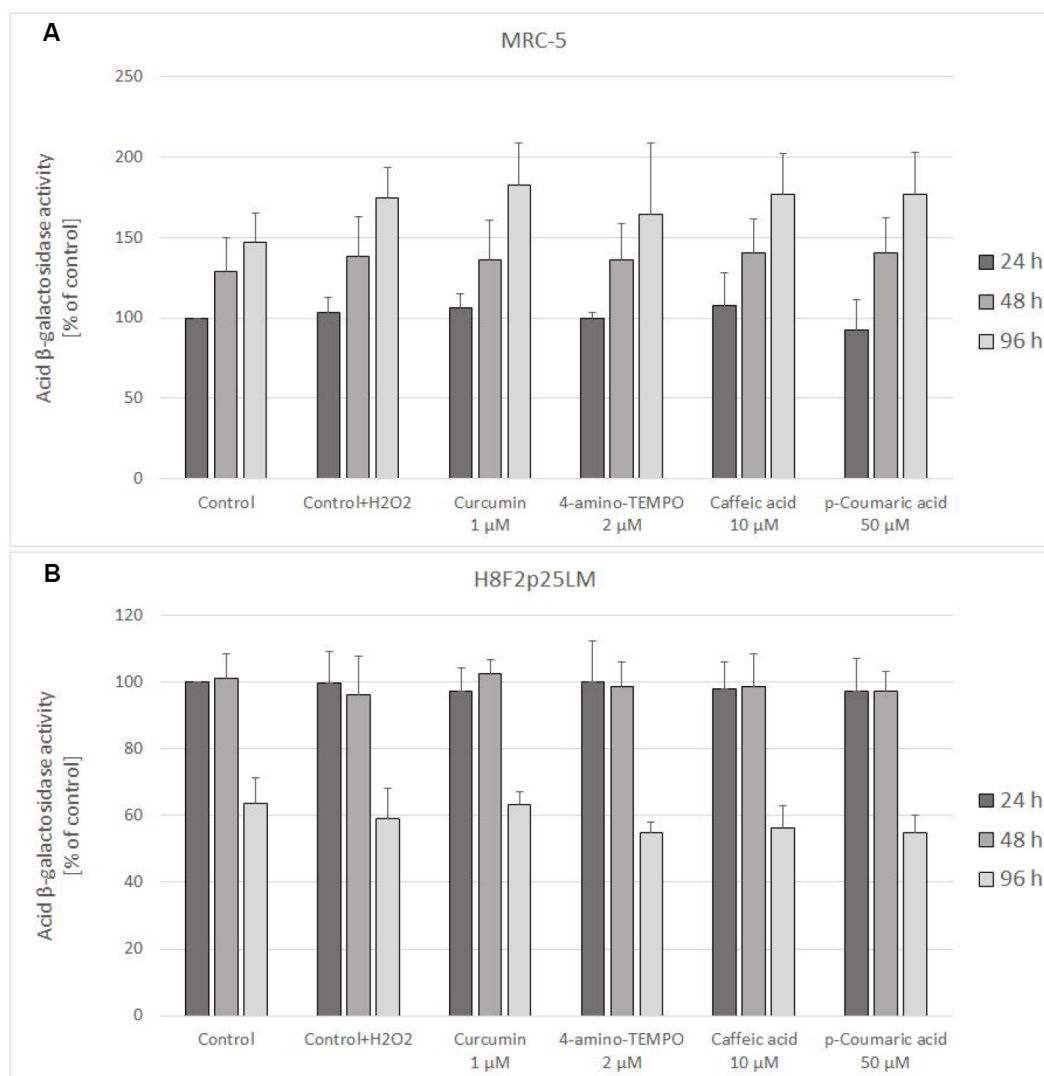 A
MRC-5
250
200
150
100
50
0
Acid β-galactosidase activity
[% of control]
Control
Control+H2O2
Curcumin
1 μM
4-amino-TEMPO
2 μM
Caffeic acid
10 μM
p-Coumaric acid
50 μM
24 h
48 h
96 h
B
H8F2p25LM
120
100
80
60
40
20
0
Acid β-galactosidase activity
[% of control]
Control
Control+H2O2
Curcumin
1 μM
4-amino-TEMPO
2 μM
Caffeic acid
10 μM
p-Coumaric acid
50 μM
24 h
48 h
96 h